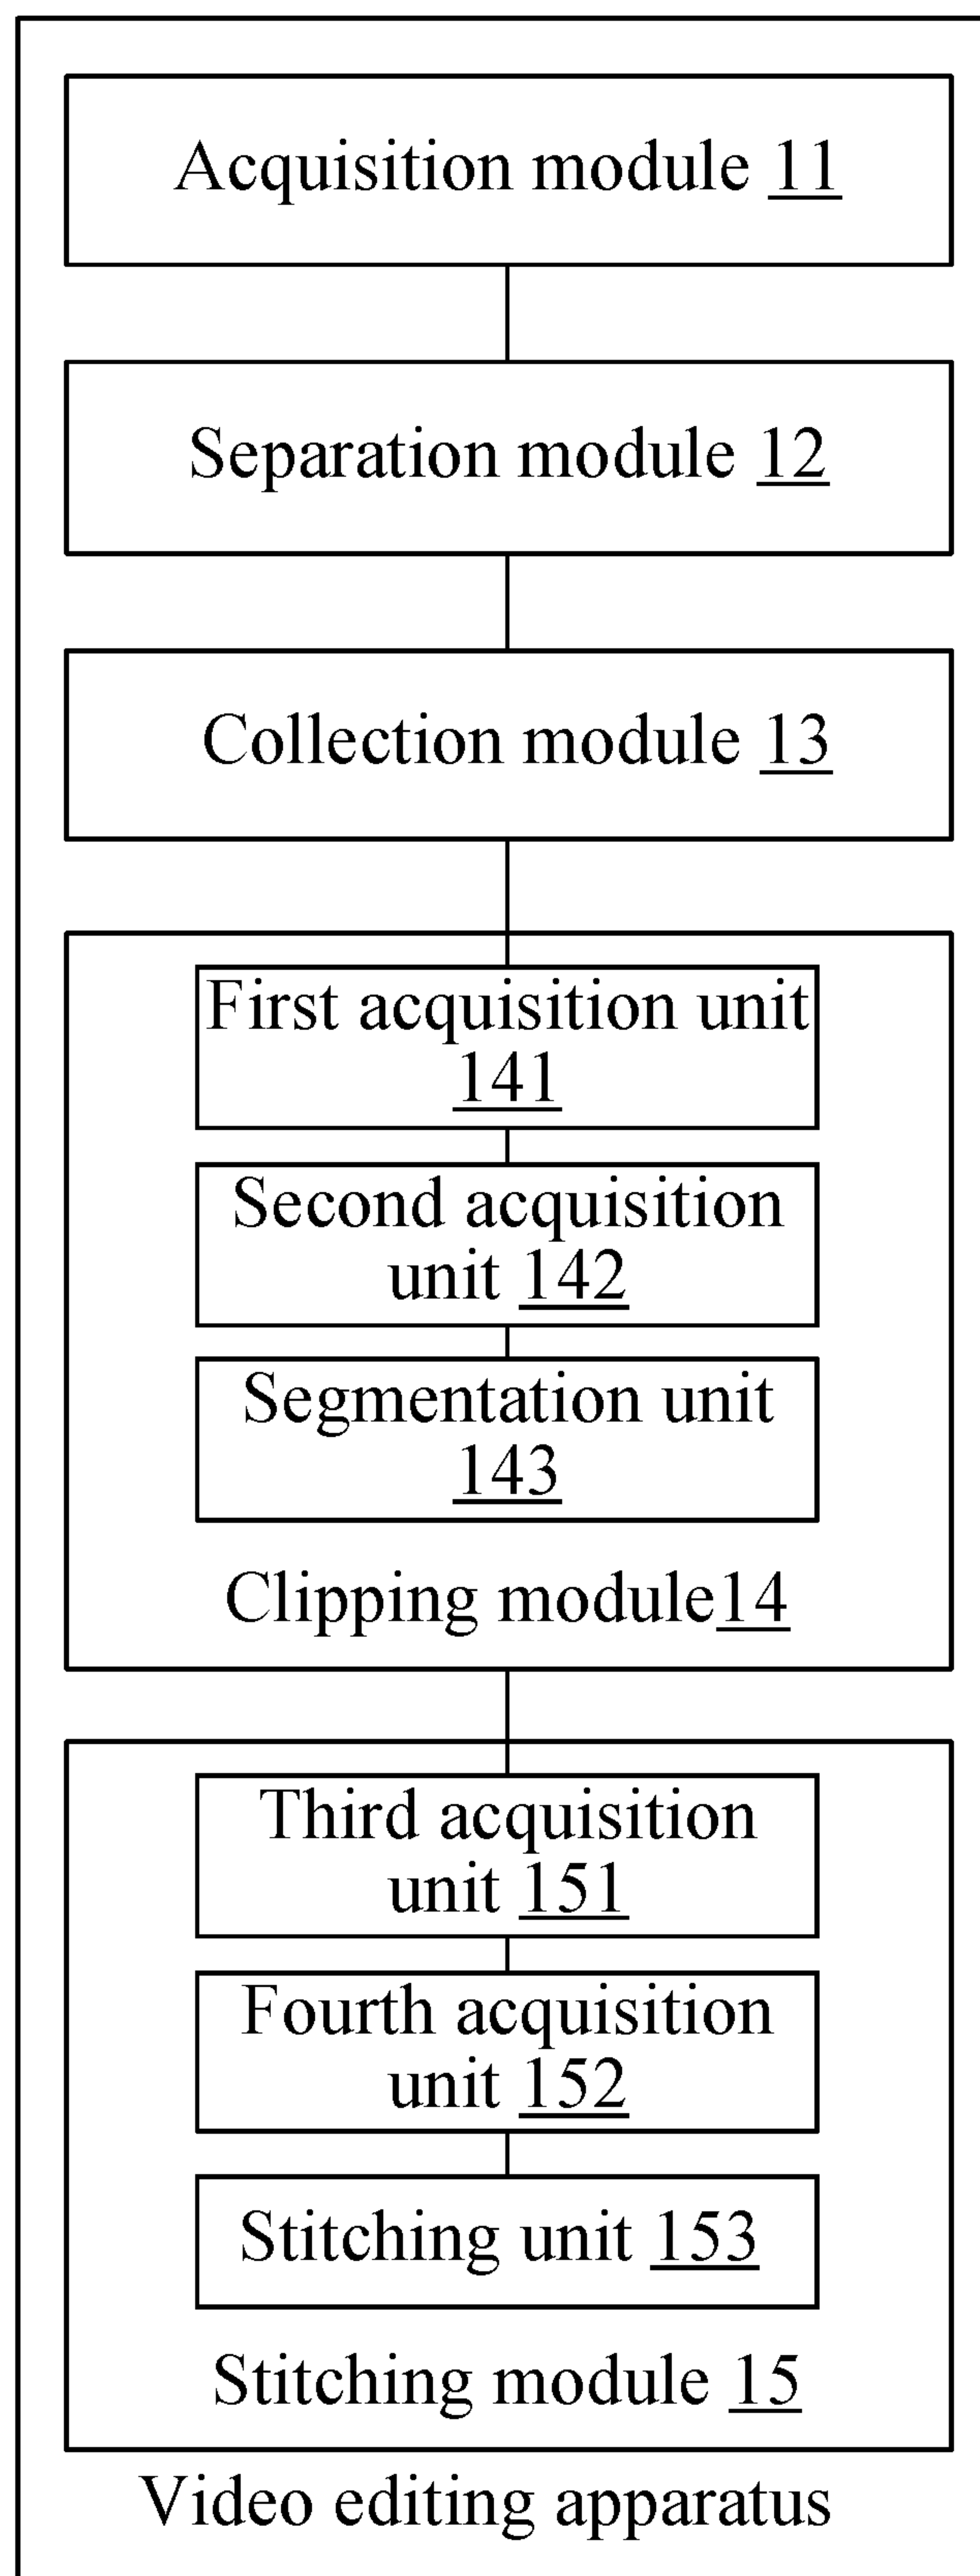 Acquisition module 11
Separation module 12
Collection module 13
First acquisition unit
141
Second acquisition
unit 142
Segmentation unit
143
Clipping module14
Third acquisition
unit 151
Fourth acquisition
unit 152
Stitching unit 153
Stitching module 15
Video editing apparatus